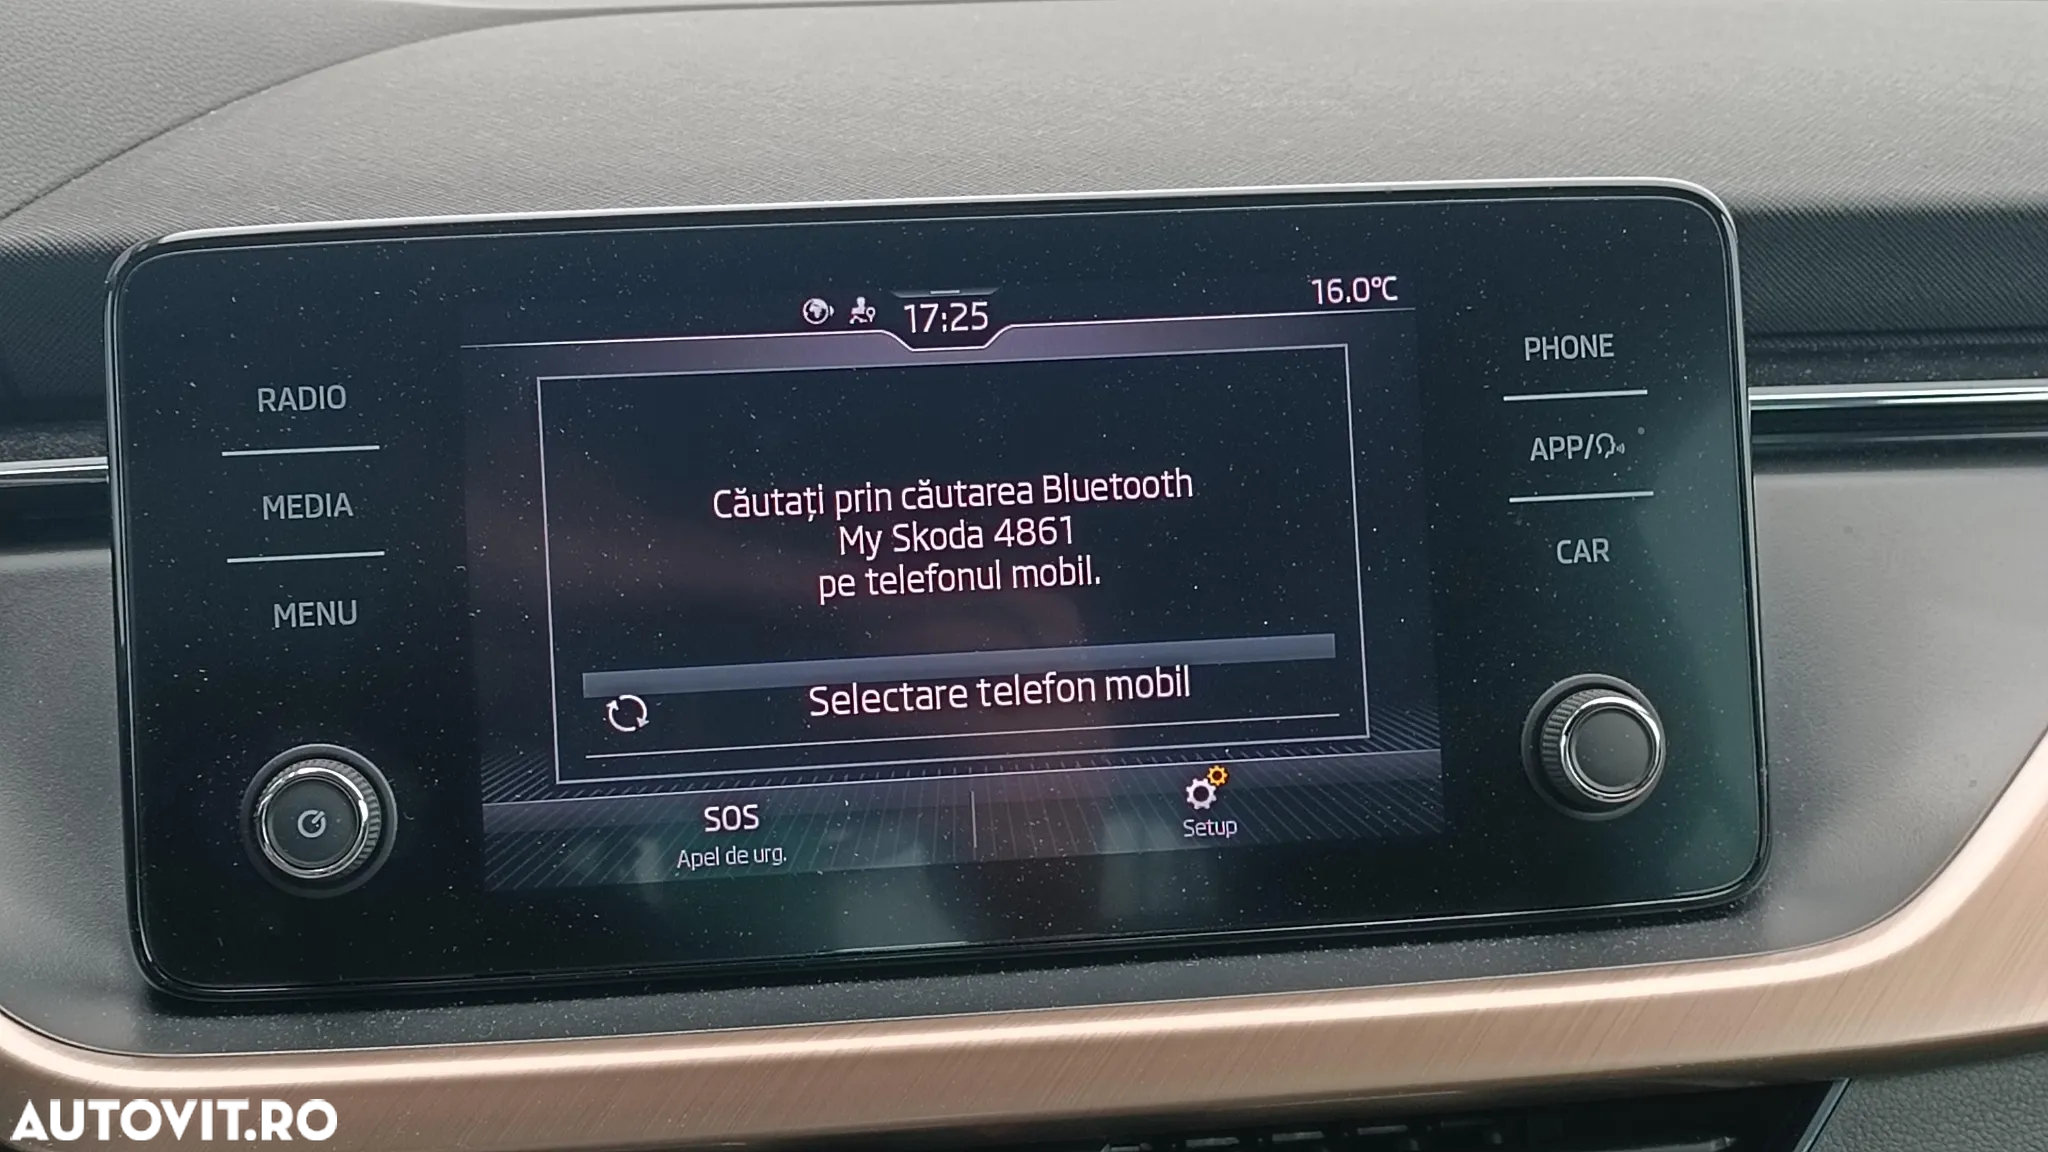 17:25
16.0°C
RADIO
MEDIA
MENU
PHONE
APP/
CAR
Căutați prin căutarea Bluetooth
My Skoda 4861
pe telefonul mobil.
Selectare telefon mobil
SOS
Apel de urg.
Setup
AUTOVIT.RO